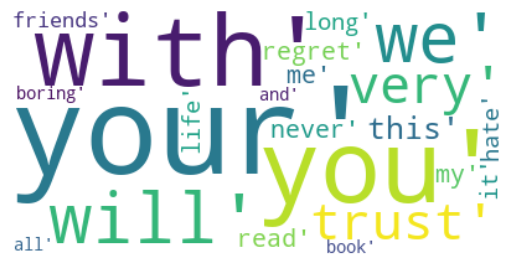 friends'
with'
long'
we'
regret'
me'
very'
boring'
and'
your'
life'
never'
this'
hate'
you'
my'
it'
will'
trust'
read'
all'
book'